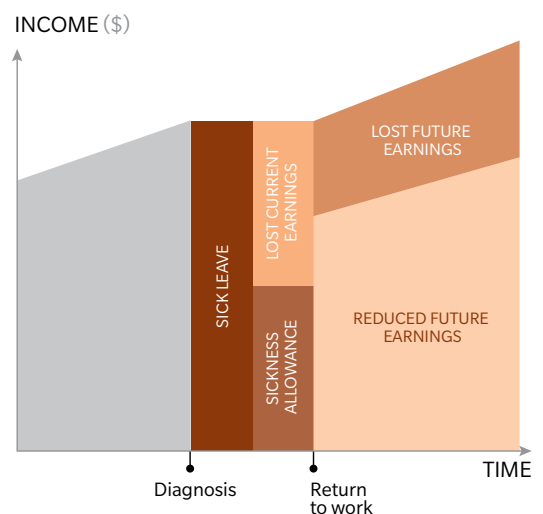 INCOME ($)
SICK LEAVE
LOST CURRENT
EARNINGS
SICKNESS
ALLOWANCE
LOST FUTURE
EARNINGS
REDUCED FUTURE
EARNINGS
TIME
Diagnosis
Return
to work